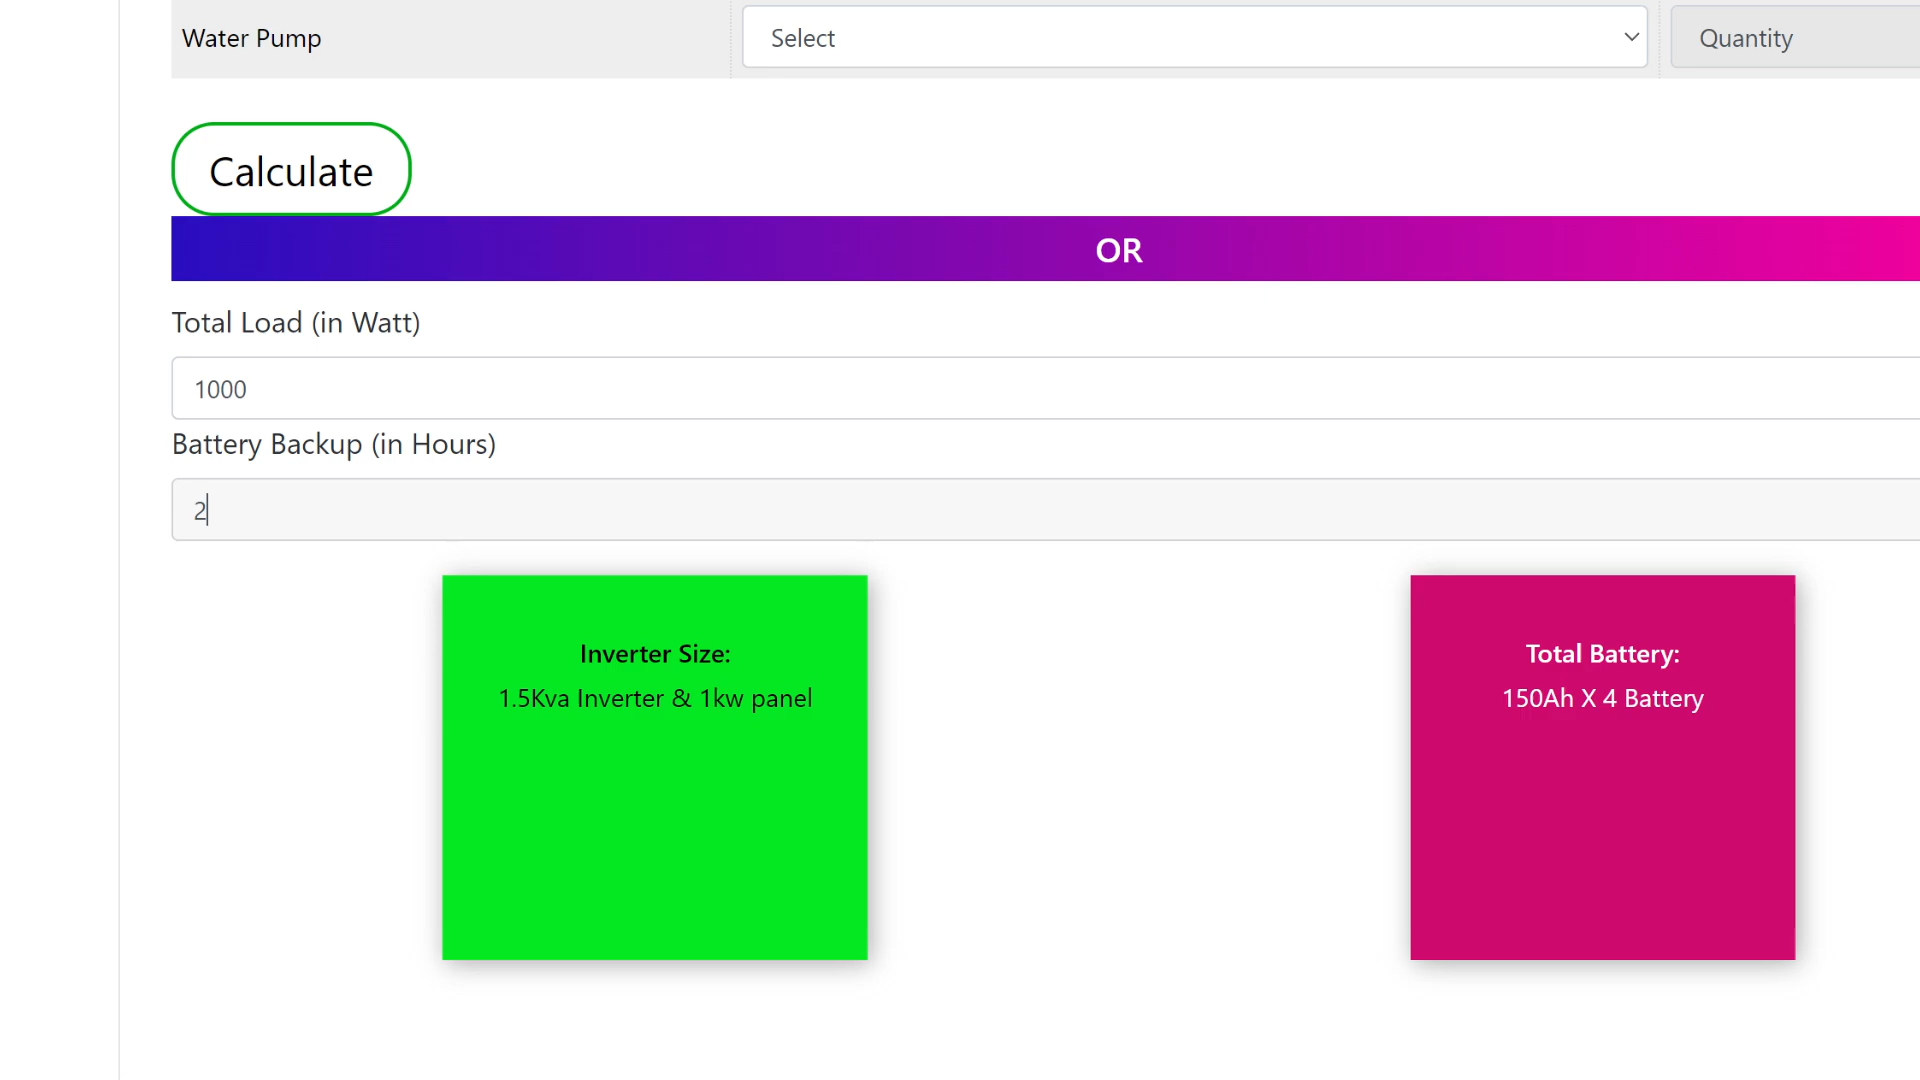 Water Pump
Select
Quantity
Calculate
OR
Total Load (in Watt)
1000
Battery Backup (in Hours)
2
Inverter Size:
1.5Kva Inverter & 1kw panel
Total Battery:
150Ah X 4 Battery